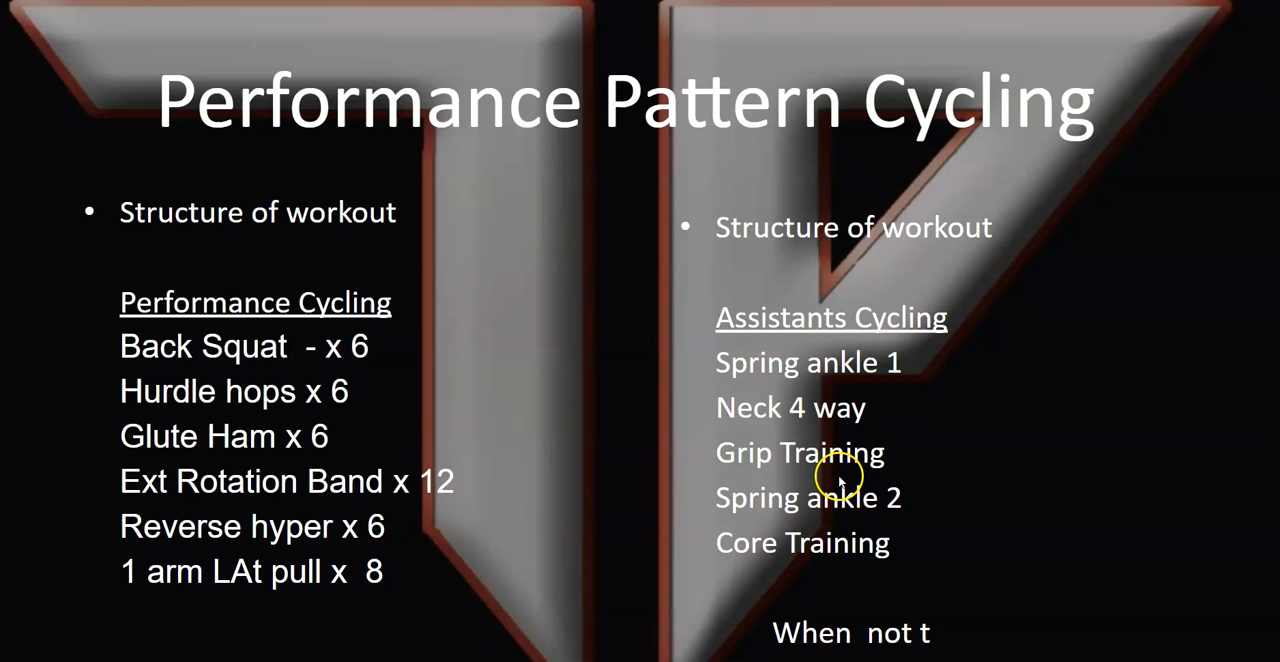 Performance Pattern Cycling
• Structure of workout
Performance Cycling
Back Squat  - x 6
Hurdle hops x 6
Glute Ham x 6
Ext Rotation Band x 12
Reverse hyper x 6
1 arm LAt pull x  8
• Structure of workout
Assistants Cycling
Spring ankle 1
Neck 4 way
Grip Training
Spring ankle 2
Core Training
When  not t